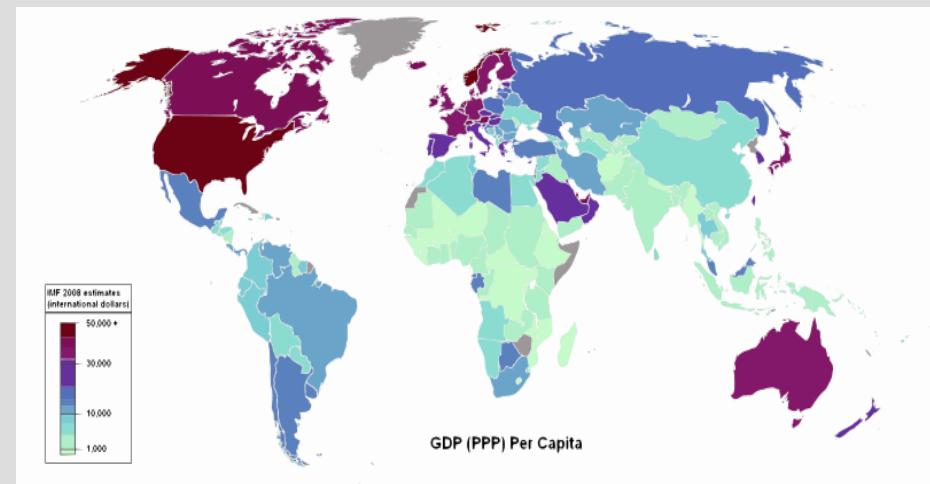 IMF 2008 estimates
(international dollars)
50,000 +
30,000
10,000
1,000
GDP (PPP) Per Capita